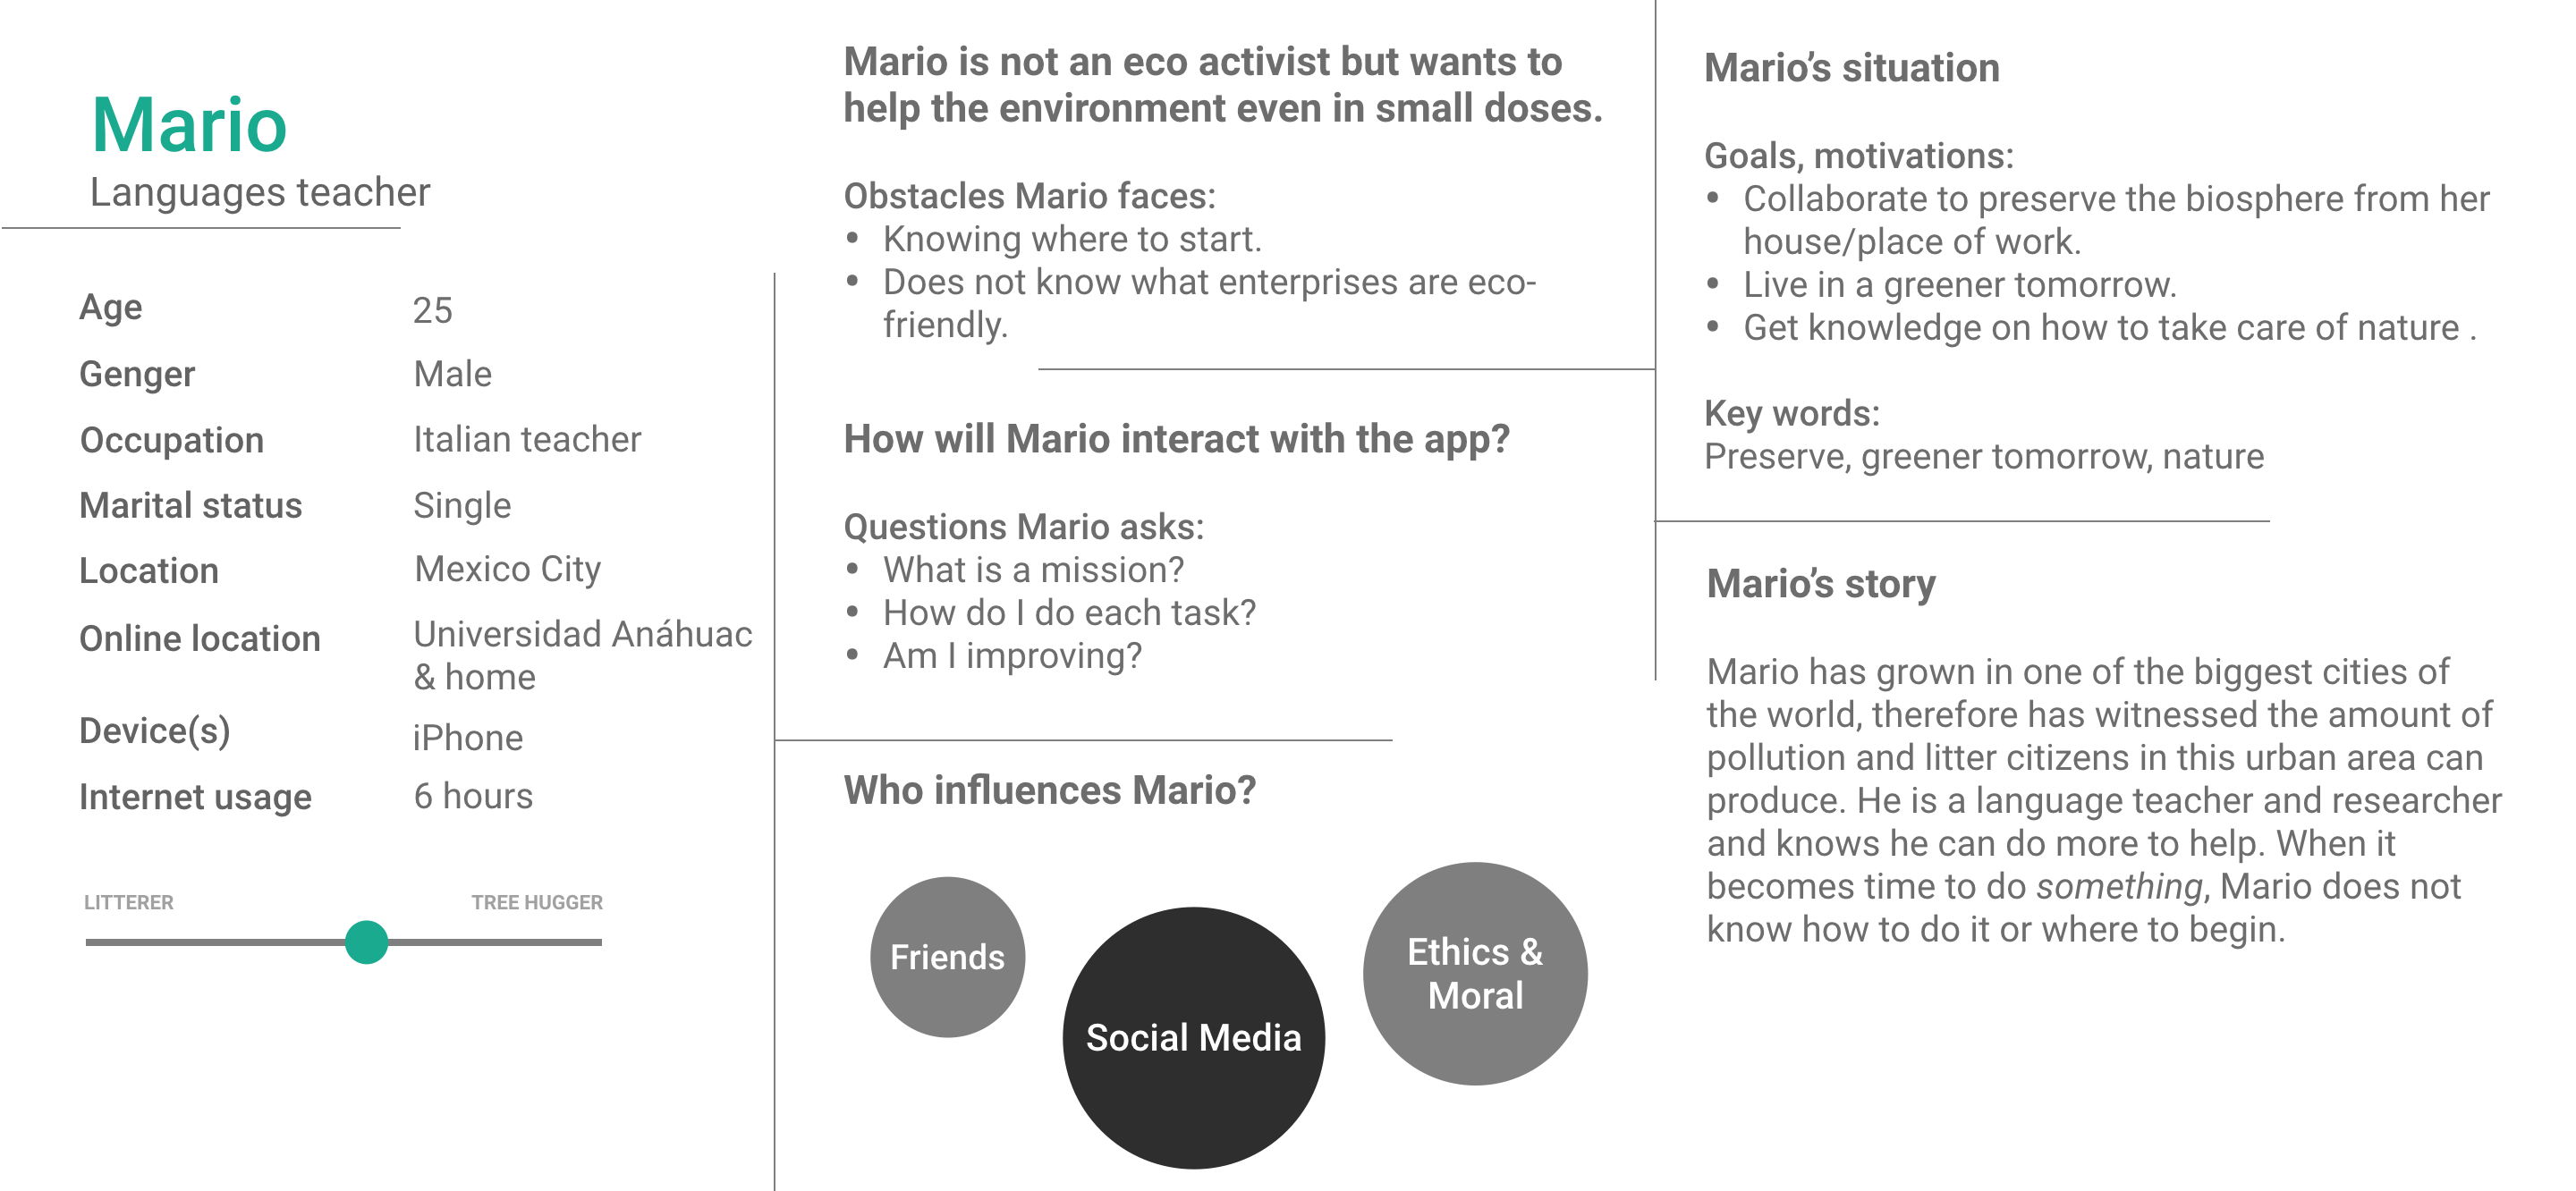 Mario
Languages teacher
Age 25
Genger Male
Occupation Italian teacher
Marital status Single
Location Mexico City
Online location Universidad Anáhuac
& home
Device(s) iPhone
Internet usage 6 hours
LITTERER TREE HUGGER
Mario is not an eco activist but wants to
help the environment even in small doses.
Obstacles Mario faces:
• Knowing where to start.
• Does not know what enterprises are eco-
friendly.
How will Mario interact with the app?
Questions Mario asks:
• What is a mission?
• How do I do each task?
• Am I improving?
Who influences Mario?
Friends
Social Media
Ethics &
Moral
Mario’s situation
Goals, motivations:
• Collaborate to preserve the biosphere from her
house/place of work.
• Live in a greener tomorrow.
• Get knowledge on how to take care of nature .
Key words:
Preserve, greener tomorrow, nature
Mario’s story
Mario has grown in one of the biggest cities of
the world, therefore has witnessed the amount of
pollution and litter citizens in this urban area can
produce. He is a language teacher and researcher
and knows he can do more to help. When it
becomes time to do something, Mario does not
know how to do it or where to begin.